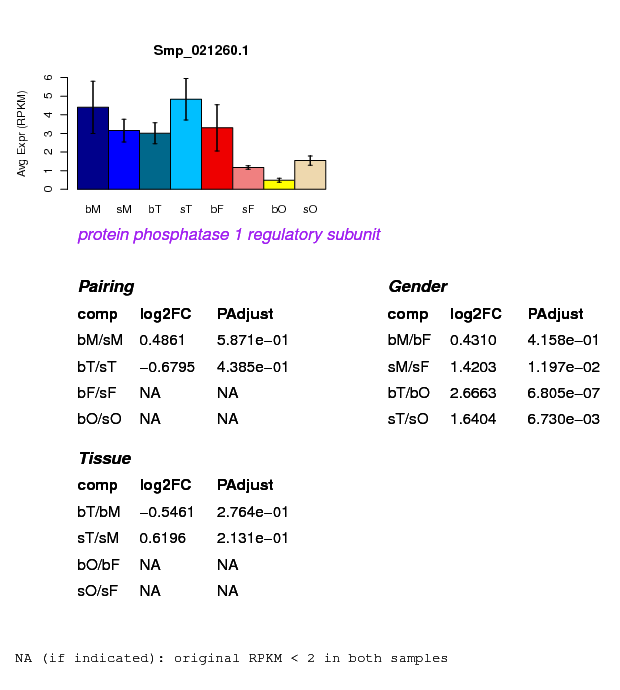 Smp_021260.1
Avg Expr (RPKM)
0 1 2 3 4 5 6
bM sM bT sT bF sF bO sO
protein phosphatase 1 regulatory subunit
Pairing
comp log2FC PAdjust
bM/sM 0.4861 5.871e−01
bT/sT −0.6795 4.385e−01
bF/sF NA NA
bO/sO NA NA
Gender
comp log2FC PAdjust
bM/bF 0.4310 4.158e−01
sM/sF 1.4203 1.197e−02
bT/bO 2.6663 6.805e−07
sT/sO 1.6404 6.730e−03
Tissue
comp log2FC PAdjust
bT/bM −0.5461 2.764e−01
sT/sM 0.6196 2.131e−01
bO/bF NA NA
sO/sF NA NA
NA (if indicated): original RPKM < 2 in both samples